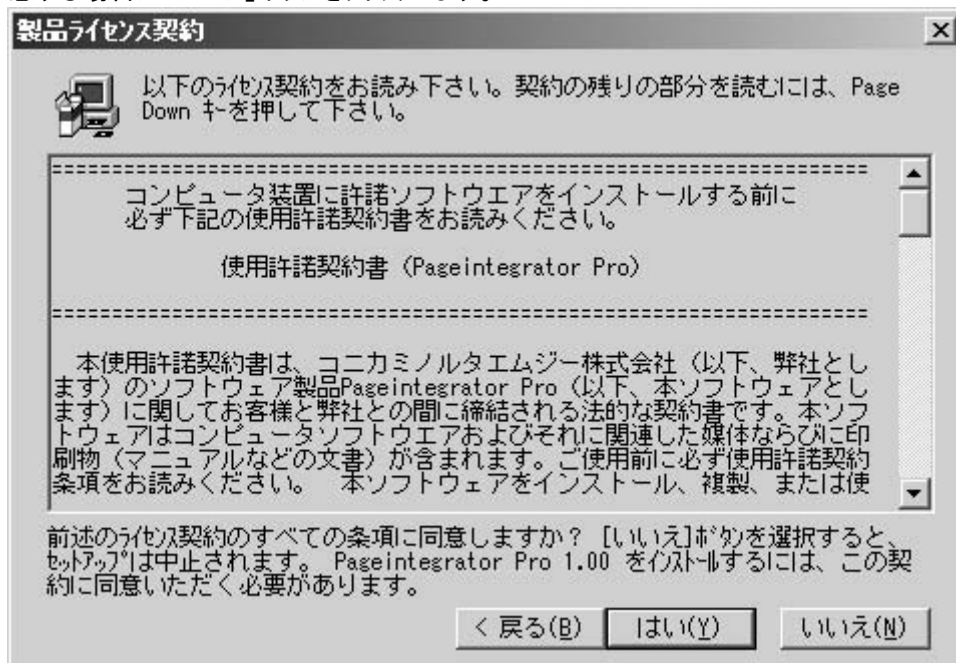 製品ライセンス契約
以下のﾗｲｾﾝｽ契約をお読み下さい。契約の残りの部分を読むには、Page
Down ｷｰを押して下さい。
====================================================================
コンピュータ装置に許諾ソフトウエアをインストールする前に
必ず下記の使用許諾契約書をお読みください。
使用許諾契約書（Pageintegrator Pro）
====================================================================
本使用許諾契約書は、コニカミノルタエムジー株式会社（以下、弊社とし
ます）のソフトウェア製品Pageintegrator Pro（以下、本ソフトウェアとし
ます）に関してお客様と弊社との間に締結される法的な契約書です。本ソフ
トウェアはコンピュータソフトウエアおよびそれに関連した媒体ならびに印
刷物（マニュアルなどの文書）が含まれます。ご使用前に必ず使用許諾契約
条項をお読みください。　本ソフトウェアをインストール、複製、または使
前述のﾗｲｾﾝｽ契約のすべての条項に同意しますか？［いいえ]ﾎﾞﾀﾝを選択すると、
ｾｯﾄｱｯﾌﾟは中止されます。 Pageintegrator Pro 1.00 をｲﾝｽﾄｰﾙするには、この契
約に同意いただく必要があります。
< 戻る(B) はい(Y) いいえ(N)